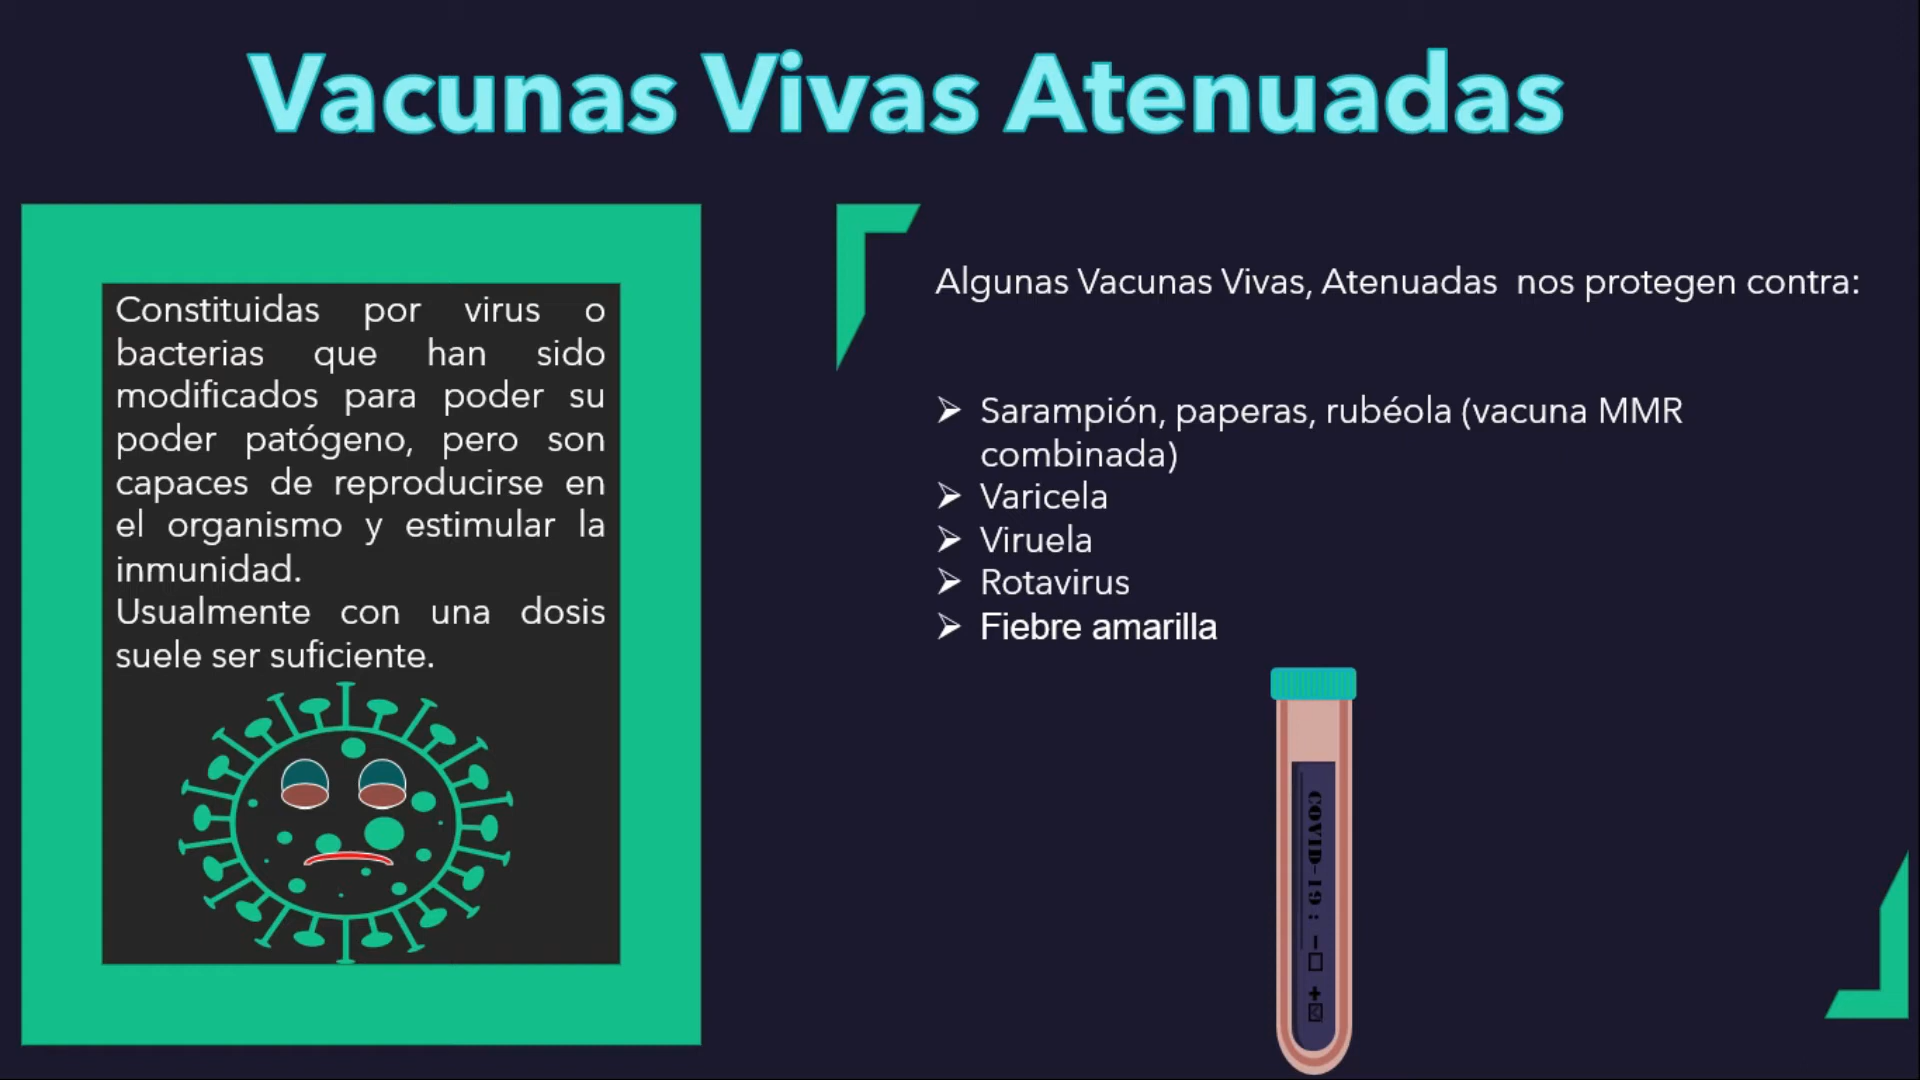 Vacunas Vivas Atenuadas
Constituidas por virus o
bacterias que han sido
modificados para poder su
poder patógeno, pero son
capaces de reproducirse en
el organismo y estimular la
inmunidad.
Usualmente con una dosis
suele ser suficiente.
Algunas Vacunas Vivas, Atenuadas nos protegen contra:
➢ Sarampión, paperas, rubéola (vacuna MMR
combinada)
➢ Varicela
➢ Viruela
➢ Rotavirus
➢ Fiebre amarilla
COVID-19: -☐ +☑